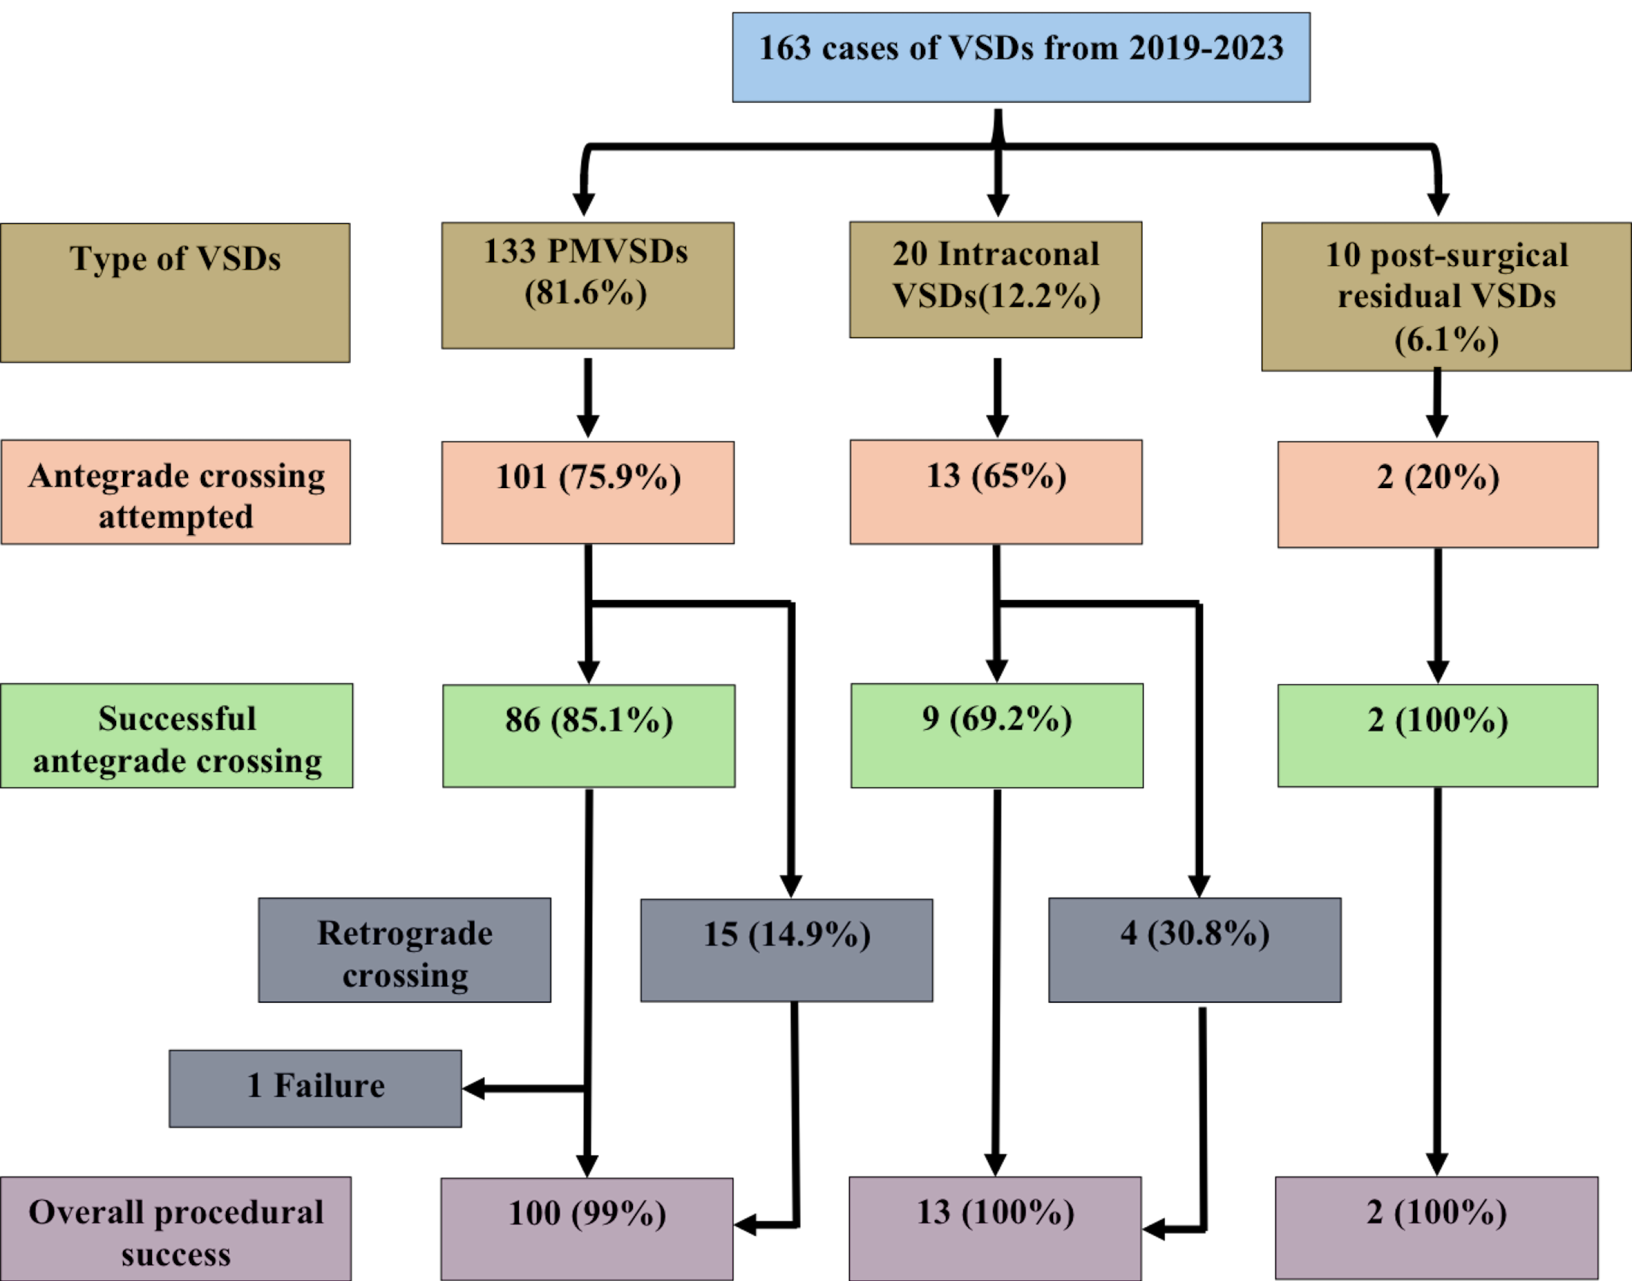 163 cases of VSDs from 2019-2023
Type of VSDs
133 PMVSDs
(81.6%)
20 Intraconal
VSDs(12.2%)
10 post-surgical
residual VSDs
(6.1%)
Antegrade crossing
attempted
101 (75.9%)
13 (65%)
2 (20%)
Successful
antegrade crossing
86 (85.1%)
9 (69.2%)
2 (100%)
Retrograde
crossing
15 (14.9%)
4 (30.8%)
1 Failure
Overall procedural
success
100 (99%)
13 (100%)
2 (100%)